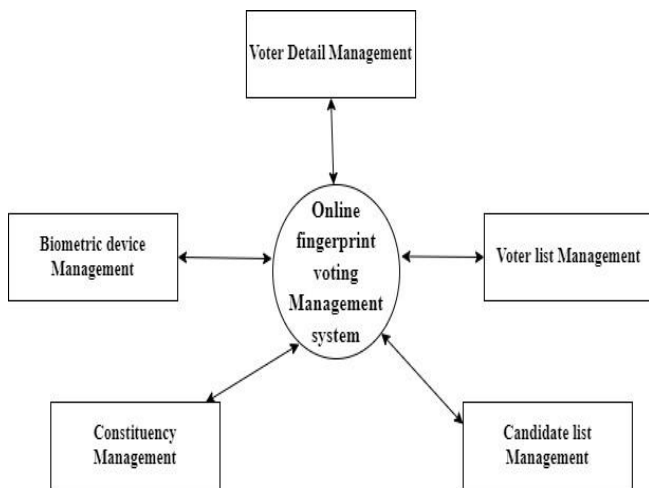 Voter Detail Management
Online
fingerprint
voting
Management
system
Biometric device
Management
Voter list Management
Constituency
Management
Candidate list
Management